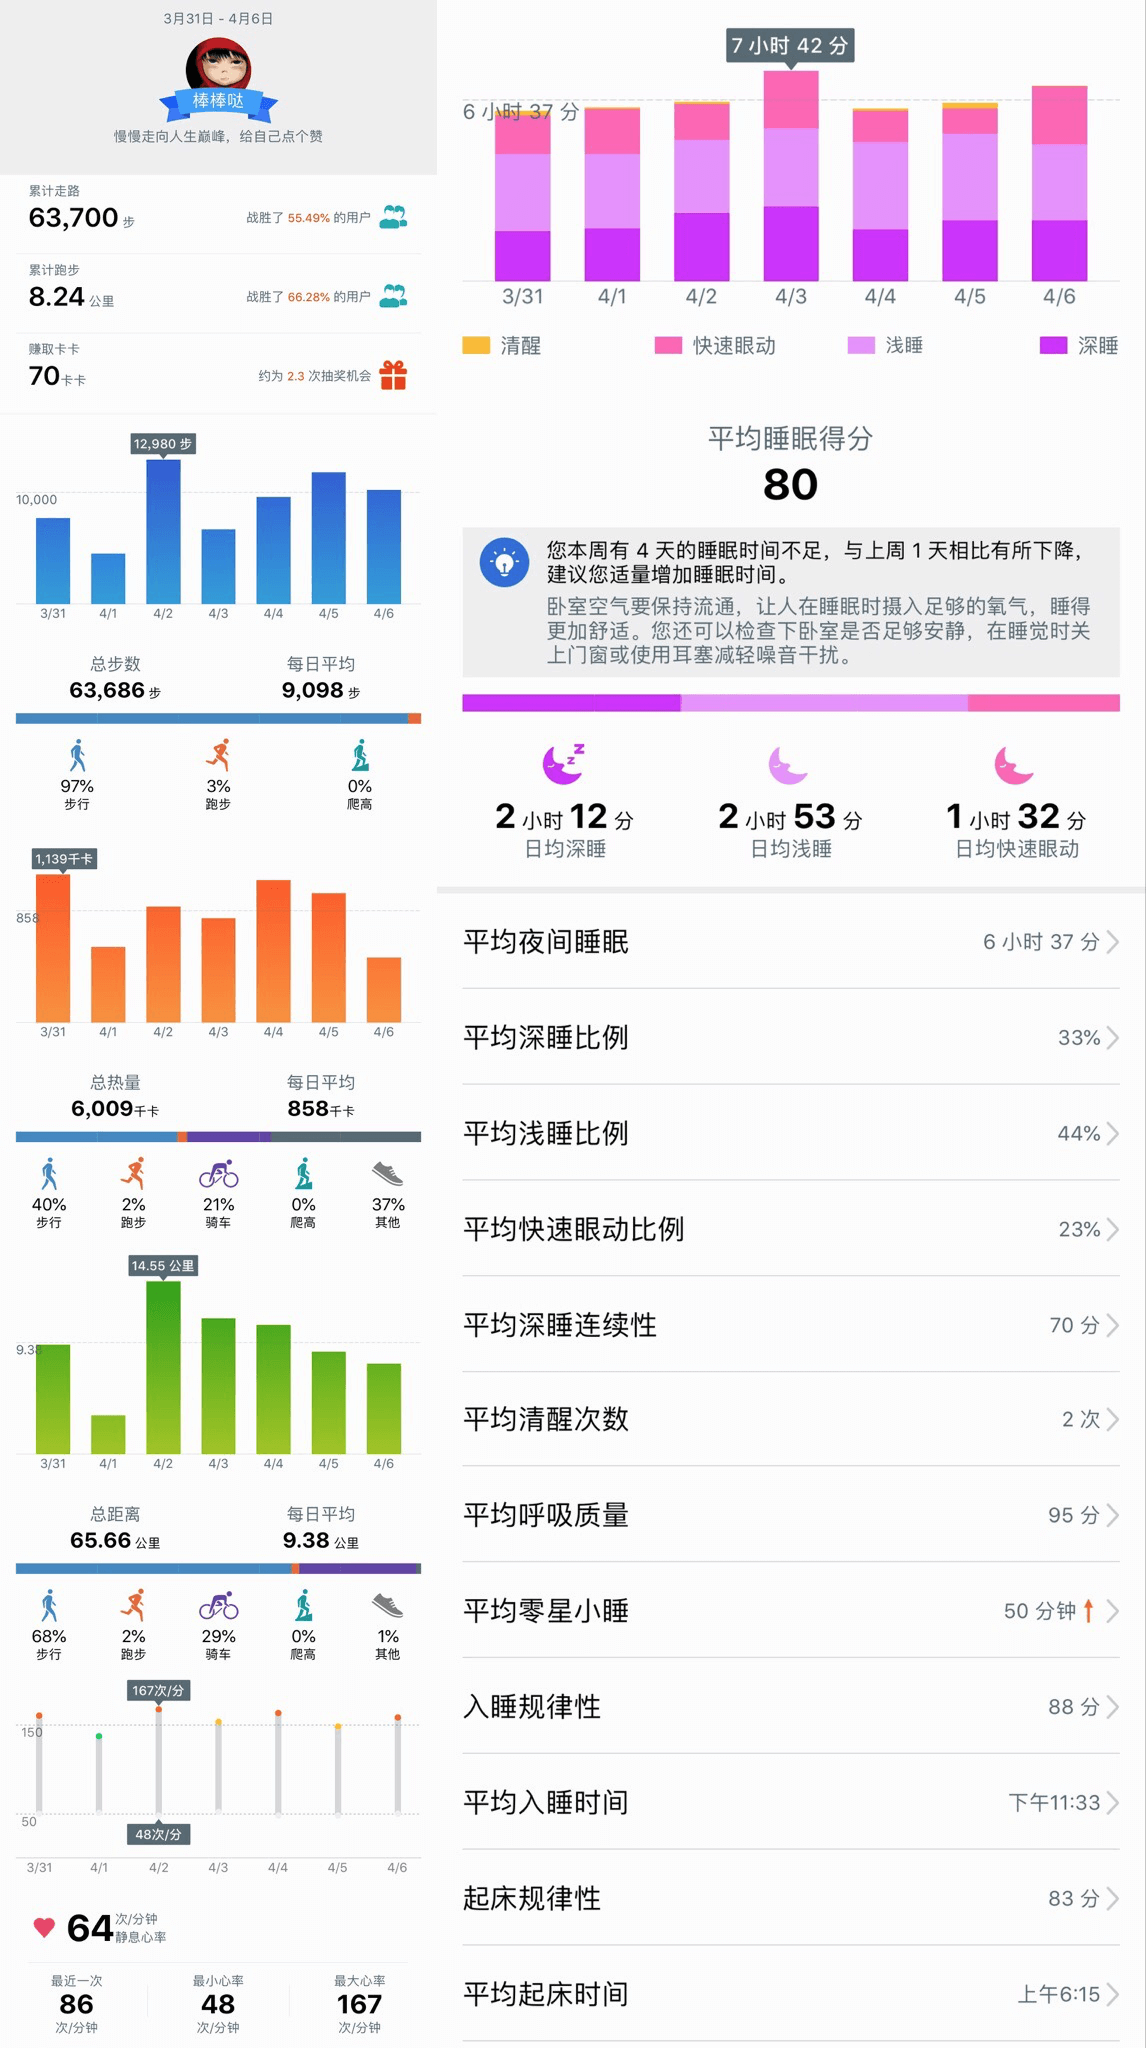 3月31日 - 4月6日
棒棒哒
慢慢走向人生巅峰，给自己点个赞
累计走路
63,700 步
战胜了 55.49% 的用户
累计跑步
8.24 公里
战胜了 66.28% 的用户
赚取卡卡
70卡卡
约为 2.3 次抽奖机会
12,980 步
10,000
3/31 4/1 4/2 4/3 4/4 4/5 4/6
总步数 每日平均
63,686 步 9,098 步
97% 3% 0%
步行 跑步 爬高
1,139千卡
858
3/31 4/1 4/2 4/3 4/4 4/5 4/6
总热量 每日平均
6,009千卡 858千卡
40% 2% 21% 0% 37%
步行 跑步 骑车 爬高 其他
14.55 公里
9.38
3/31 4/1 4/2 4/3 4/4 4/5 4/6
总距离 每日平均
65.66 公里 9.38 公里
68% 2% 29% 0% 1%
步行 跑步 骑车 爬高 其他
167次/分
150
50
48次/分
3/31 4/1 4/2 4/3 4/4 4/5 4/6
64 次/分钟
静息心率
最近一次 最小心率 最大心率
86 48 167
次/分钟 次/分钟 次/分钟
7 小时 42 分
6 小时 37 分
3/31 4/1 4/2 4/3 4/4 4/5 4/6
清醒 快速眼动 浅睡 深睡
平均睡眠得分
80
您本周有 4 天的睡眠时间不足，与上周 1 天相比有所下降，
建议您适量增加睡眠时间。
卧室空气要保持流通，让人在睡眠时摄入足够的氧气，睡得
更加舒适。您还可以检查下卧室是否足够安静，在睡觉时关
上门窗或使用耳塞减轻噪音干扰。
z z
2 小时 12 分 2 小时 53 分 1 小时 32 分
日均深睡 日均浅睡 日均快速眼动
平均夜间睡眠 6 小时 37 分
平均深睡比例 33%
平均浅睡比例 44%
平均快速眼动比例 23%
平均深睡连续性 70 分
平均清醒次数 2 次
平均呼吸质量 95 分
平均零星小睡 50 分钟
入睡规律性 88 分
平均入睡时间 下午11:33
起床规律性 83 分
平均起床时间 上午6:15